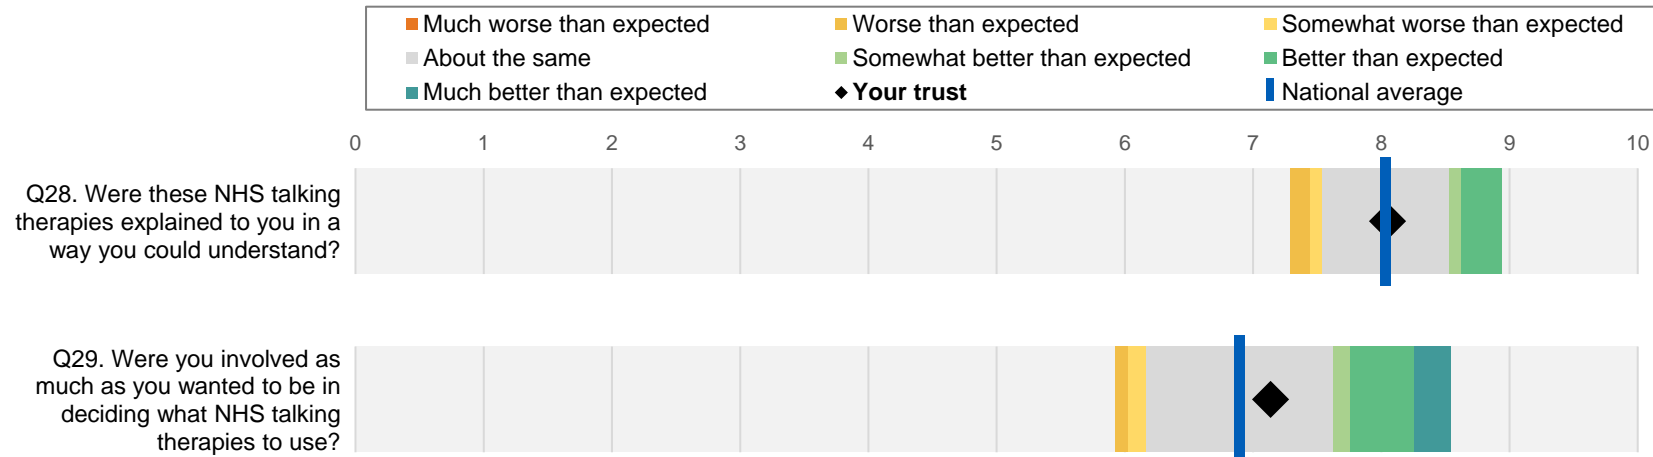 Much worse than expected Worse than expected Somewhat worse than expected
About the same Somewhat better than expected Better than expected
Much better than expected Your trust National average
0 1 2 3 4 5 6 7 8 9 10
Q28. Were these NHS talking
therapies explained to you in a
way you could understand?
Q29. Were you involved as
much as you wanted to be in
deciding what NHS talking
therapies to use?